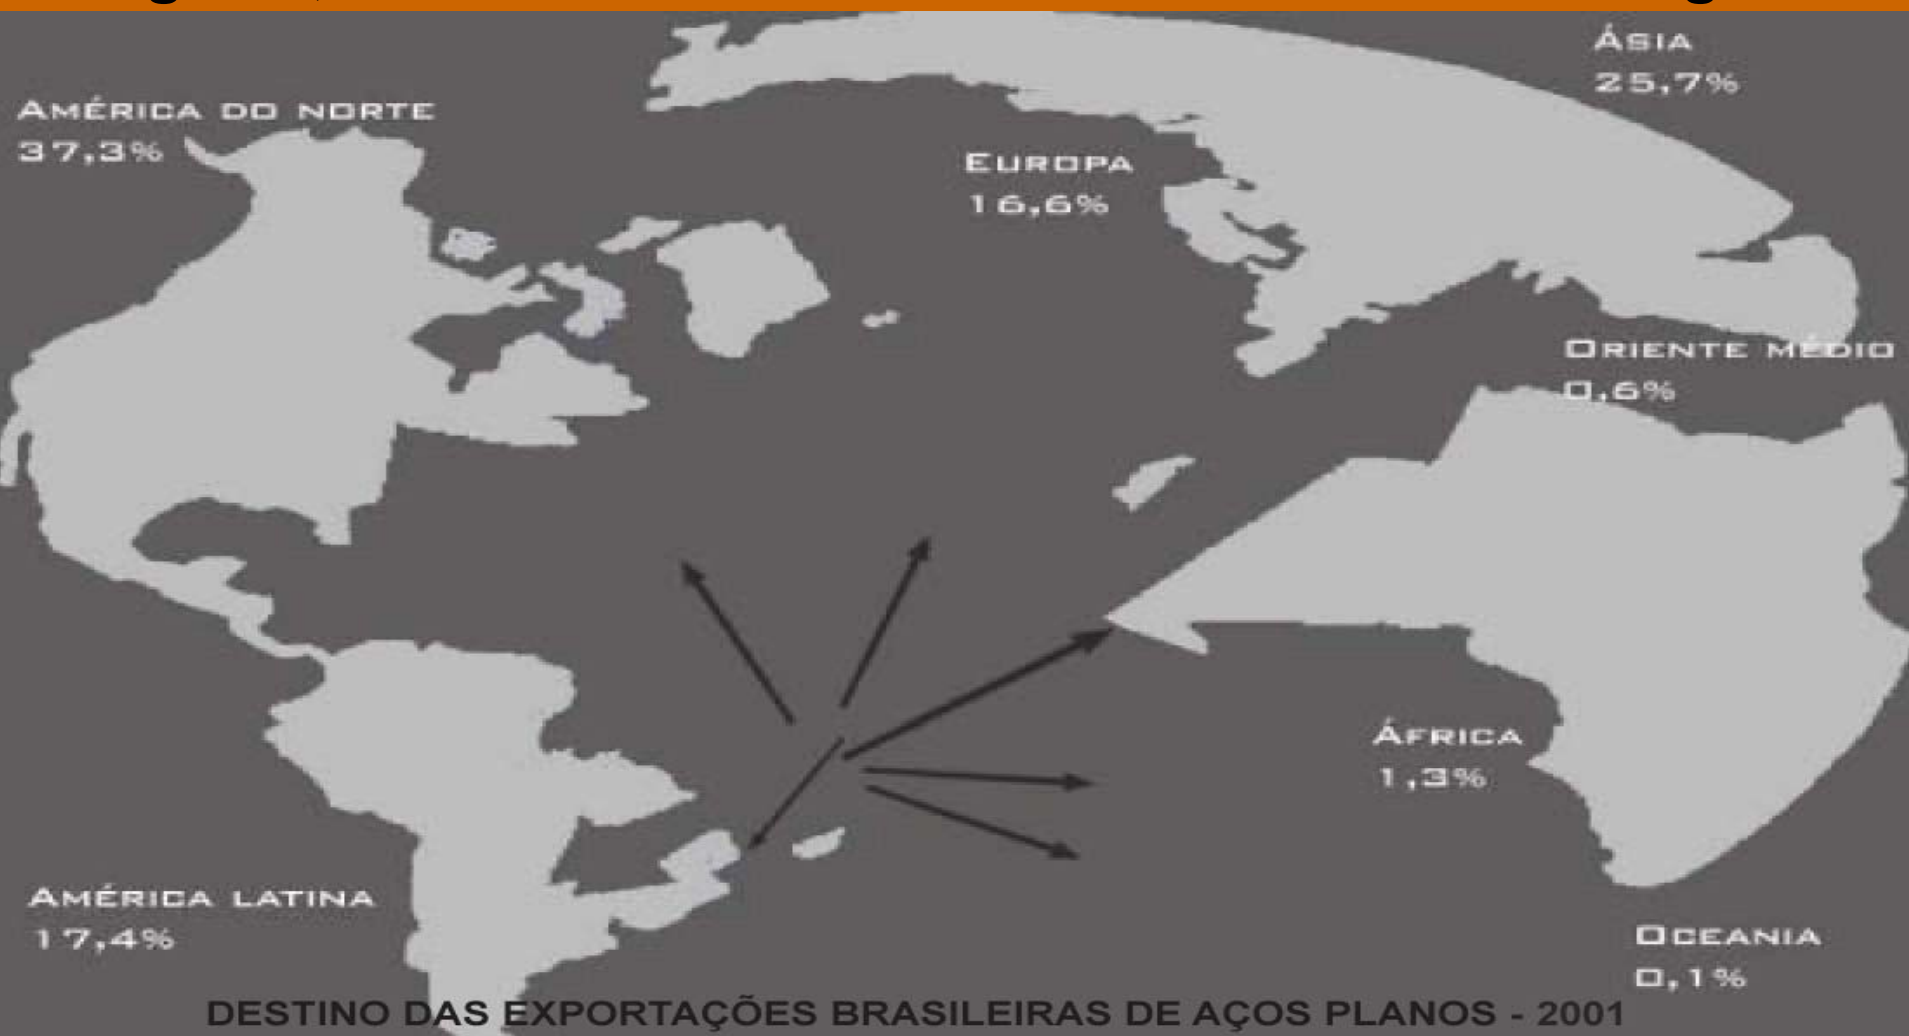 ÁSIA
25,7%
AMÉRICA DO NORTE
37,3%
EUROPA
16,6%
ORIENTE MÉDIO
0,6%
ÁFRICA
1,3%
AMÉRICA LATINA
17,4%
OCEANIA
0,1%
DESTINO DAS EXPORTAÇÕES BRASILEIRAS DE AÇOS PLANOS - 2001